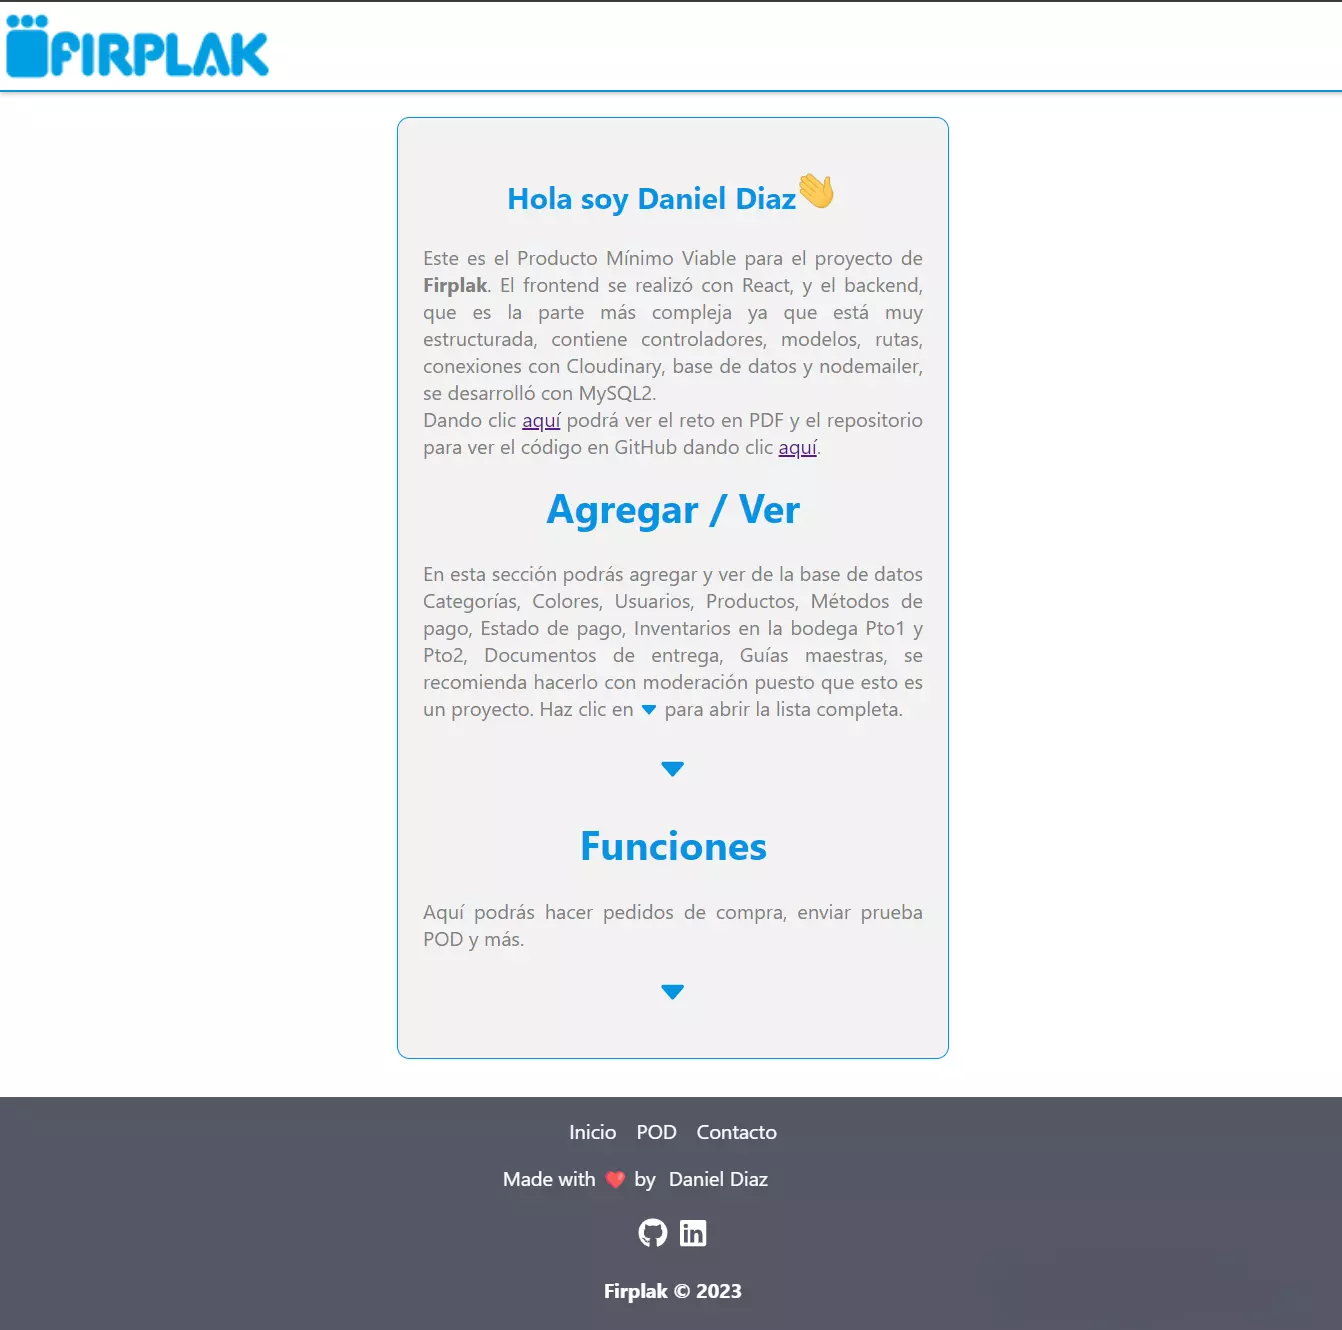 FIRPLAK
Hola soy Daniel Diaz👋
Este es el Producto Mínimo Viable para el proyecto de
Firplak. El frontend se realizó con React, y el backend,
que es la parte más compleja ya que está muy
estructurada, contiene controladores, modelos, rutas,
conexiones con Cloudinary, base de datos y nodemailer,
se desarrolló con MySQL2.
Dando clic aquí podrá ver el reto en PDF y el repositorio
para ver el código en GitHub dando clic aquí.
Agregar / Ver
En esta sección podrás agregar y ver de la base de datos
Categorías, Colores, Usuarios, Productos, Métodos de
pago, Estado de pago, Inventarios en la bodega Pto1 y
Pto2, Documentos de entrega, Guías maestras, se
recomienda hacerlo con moderación puesto que esto es
un proyecto. Haz clic en ▼ para abrir la lista completa.
Funciones
Aquí podrás hacer pedidos de compra, enviar prueba
POD y más.
Inicio POD Contacto
Made with ❤️ by Daniel Diaz
in
Firplak © 2023